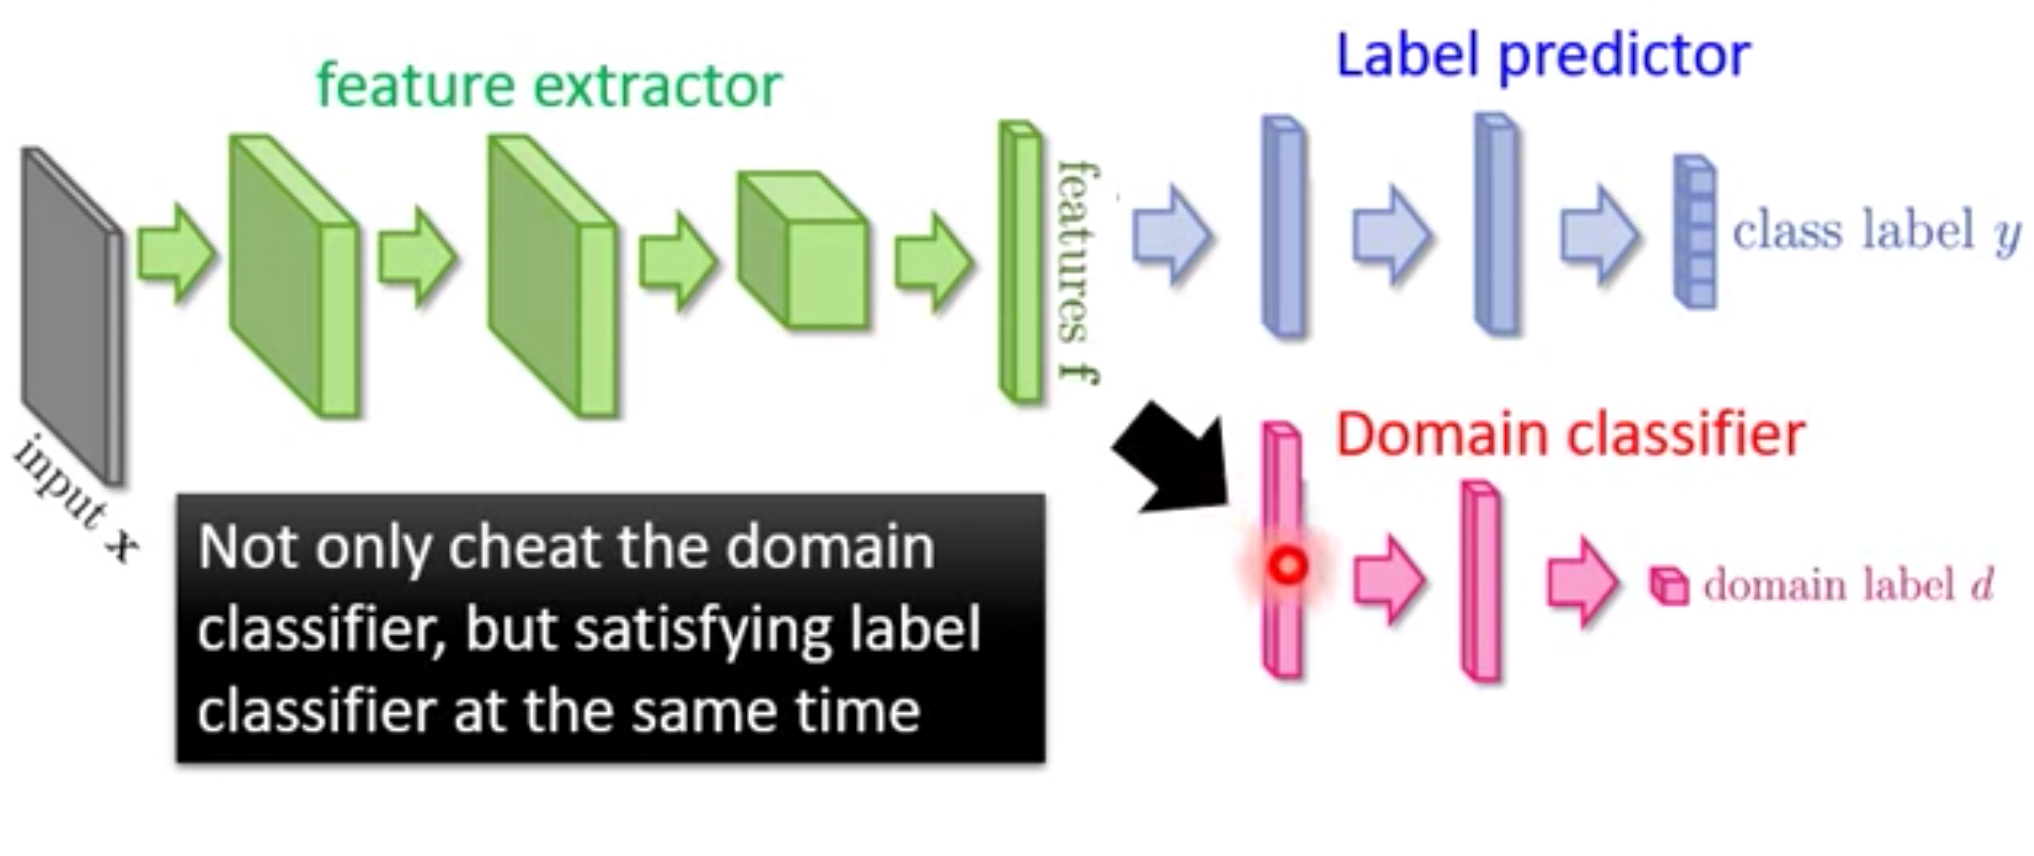 feature extractor
Label predictor
features f
class label y
input x
Domain classifier
domain label d
Not only cheat the domain
classifier, but satisfying label
classifier at the same time